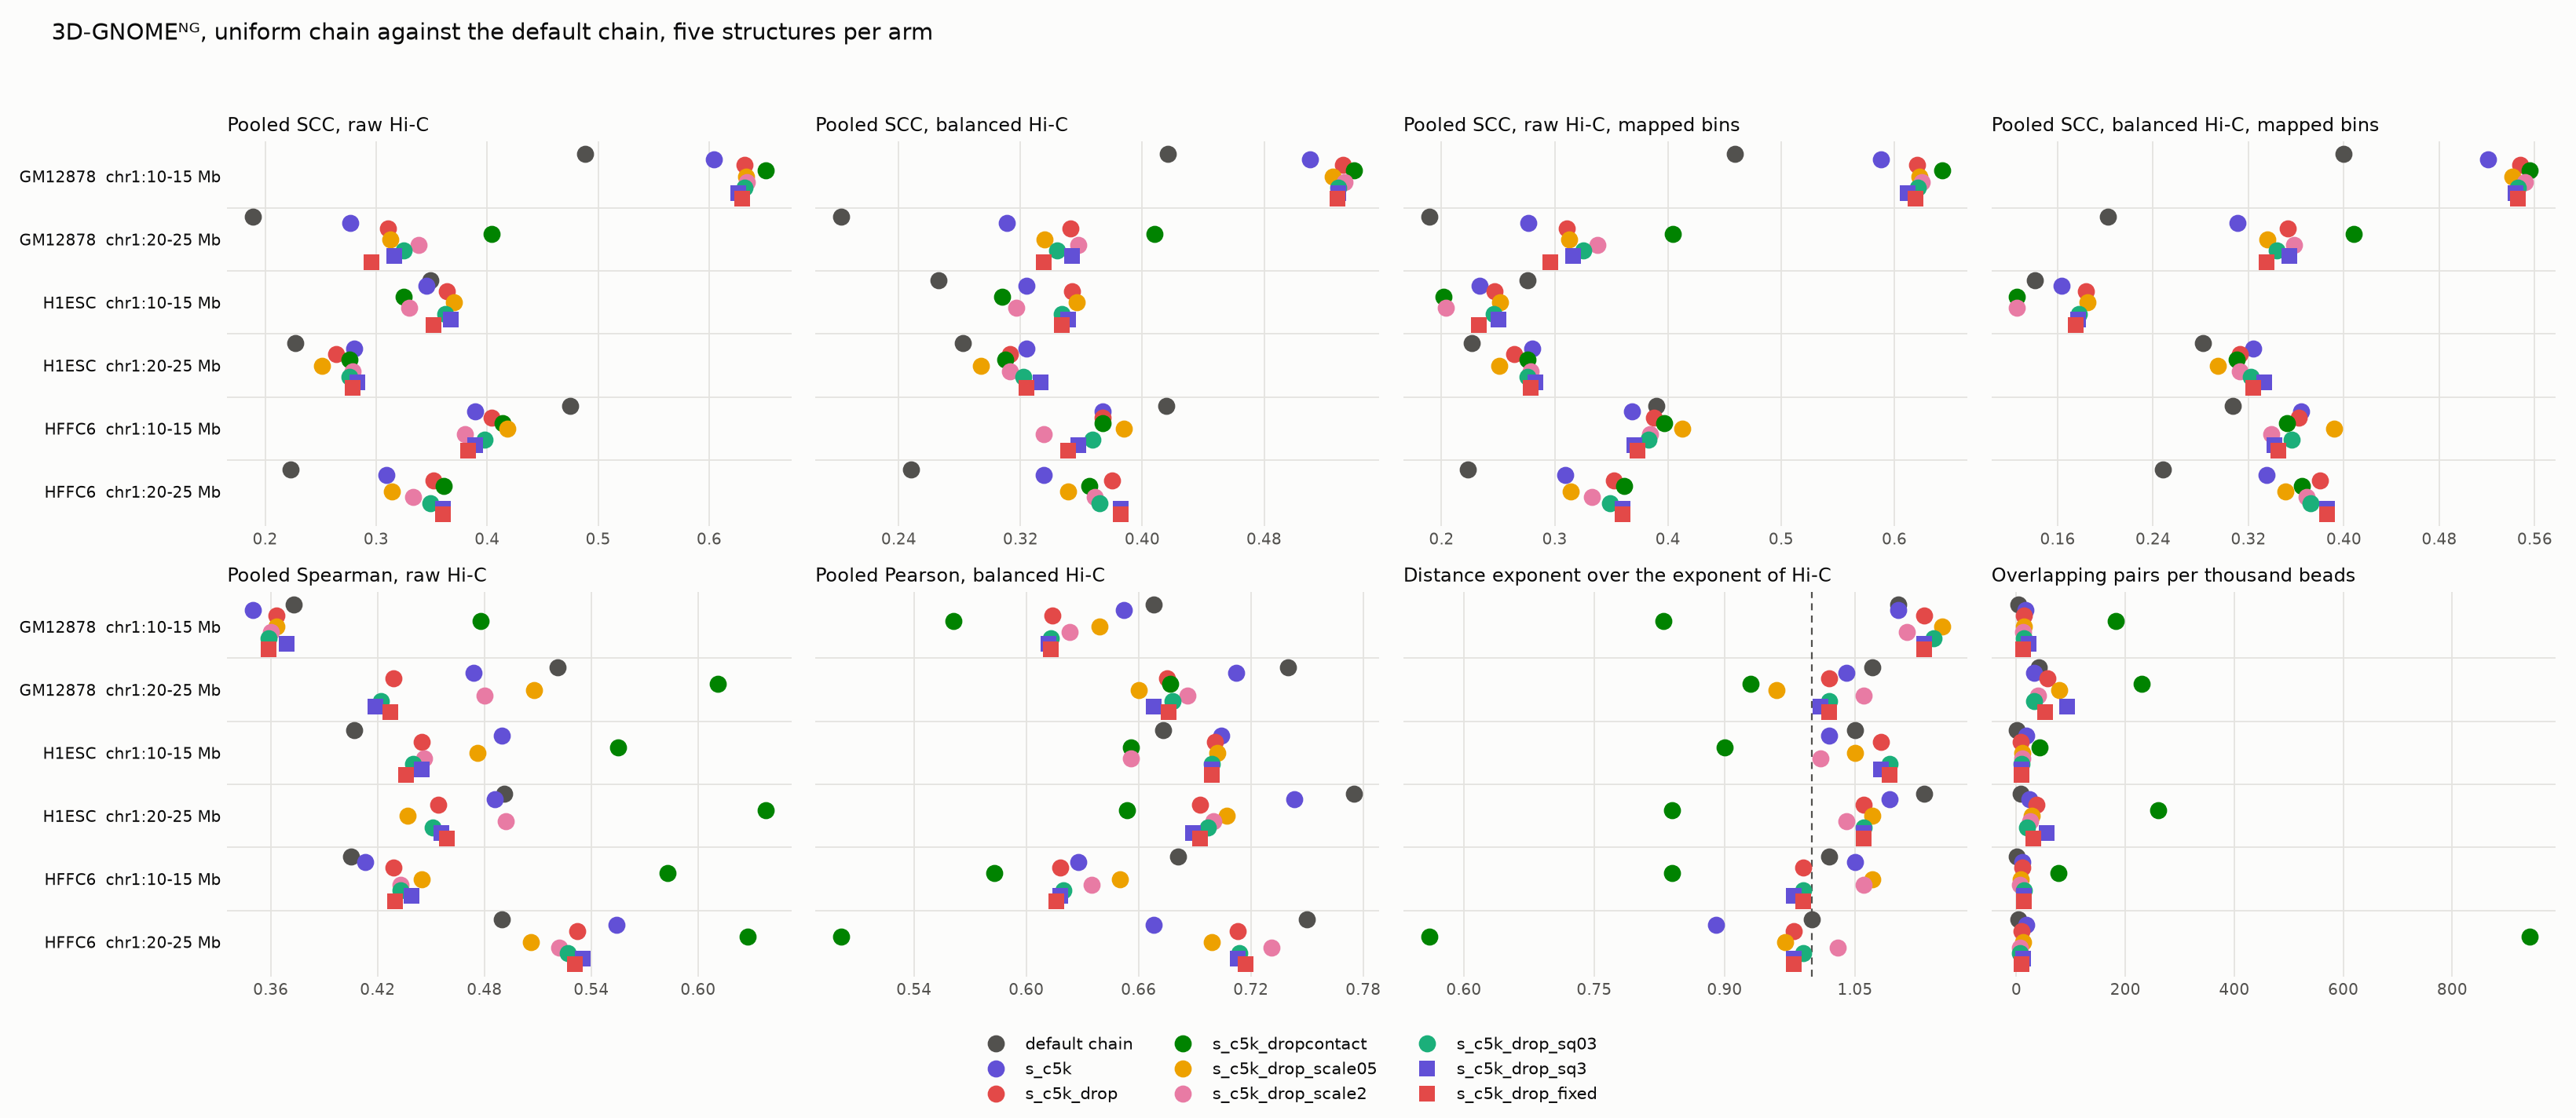 3D-GNOMEᴺᴳ, uniform chain against the default chain, five structures per arm
Pooled SCC, raw Hi-C
Pooled SCC, balanced Hi-C
Pooled SCC, raw Hi-C, mapped bins
Pooled SCC, balanced Hi-C, mapped bins
GM12878 chr1:10-15 Mb
GM12878 chr1:20-25 Mb
H1ESC chr1:10-15 Mb
H1ESC chr1:20-25 Mb
HFFC6 chr1:10-15 Mb
HFFC6 chr1:20-25 Mb
0.2 0.3 0.4 0.5 0.6
0.24 0.32 0.40 0.48
0.2 0.3 0.4 0.5 0.6
0.16 0.24 0.32 0.40 0.48 0.56
Pooled Spearman, raw Hi-C
Pooled Pearson, balanced Hi-C
Distance exponent over the exponent of Hi-C
Overlapping pairs per thousand beads
GM12878 chr1:10-15 Mb
GM12878 chr1:20-25 Mb
H1ESC chr1:10-15 Mb
H1ESC chr1:20-25 Mb
HFFC6 chr1:10-15 Mb
HFFC6 chr1:20-25 Mb
0.36 0.42 0.48 0.54 0.60
0.54 0.60 0.66 0.72 0.78
0.60 0.75 0.90 1.05
0 200 400 600 800
default chain
s_c5k
s_c5k_drop
s_c5k_dropcontact
s_c5k_drop_scale05
s_c5k_drop_scale2
s_c5k_drop_sq03
s_c5k_drop_sq3
s_c5k_drop_fixed